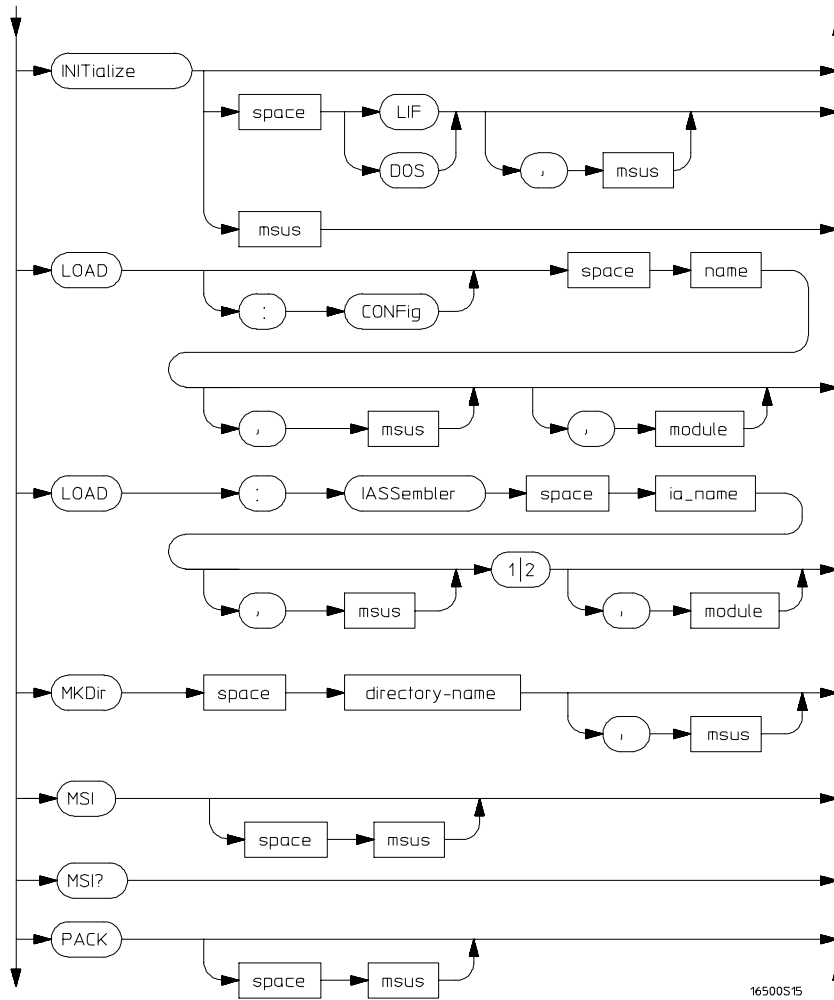 INITialize
space LIF
DOS , msus
msus
LOAD space name
: CONFig
, msus , module
LOAD : IASSembler space ia_name
1|2
, msus , module
MKDir space directory-name
, msus
MSI
space msus
MSI?
PACK
space msus
16500S15